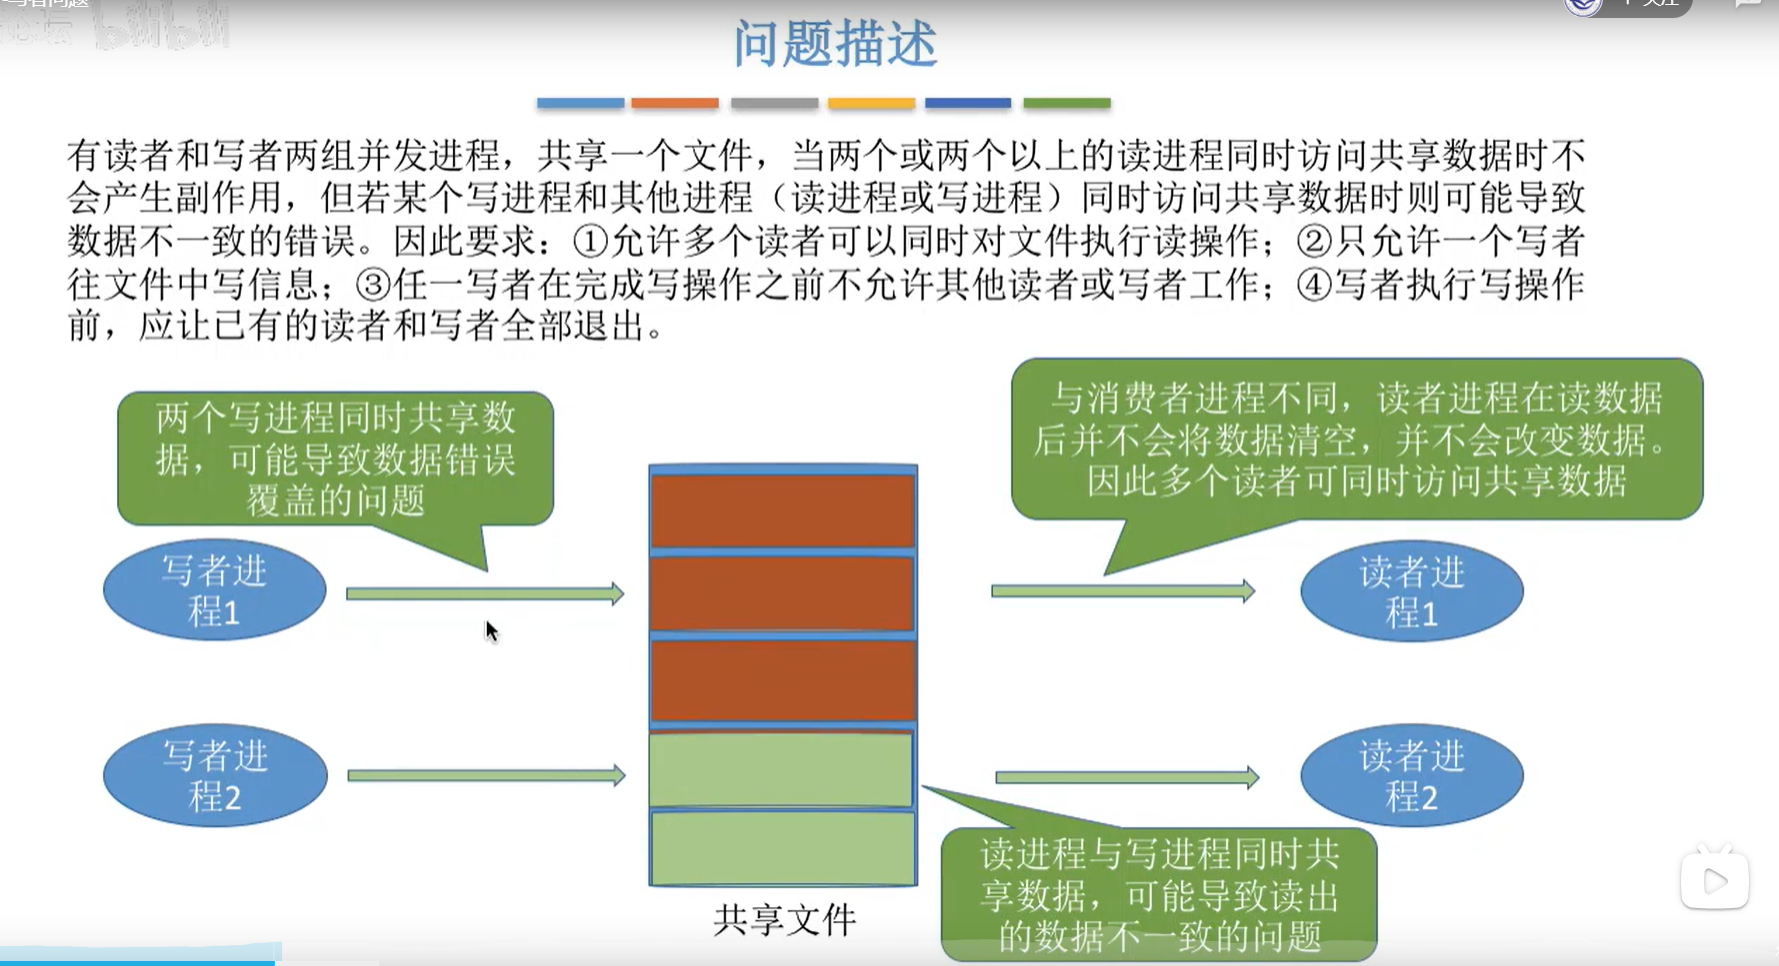 写者问题
bilibili
关注
问题描述
有读者和写者两组并发进程，共享一个文件，当两个或两个以上的读进程同时访问共享数据时不
会产生副作用，但若某个写进程和其他进程（读进程或写进程）同时访问共享数据时则可能导致
数据不一致的错误。因此要求：①允许多个读者可以同时对文件执行读操作；②只允许一个写者
往文件中写信息；③任一写者在完成写操作之前不允许其他读者或写者工作；④写者执行写操作
前，应让已有的读者和写者全部退出。
两个写进程同时共享数
据，可能导致数据错误
覆盖的问题
与消费者进程不同，读者进程在读数据
后并不会将数据清空，并不会改变数据。
因此多个读者可同时访问共享数据
写者进
程1
读者进
程1
写者进
程2
读者进
程2
共享文件
读进程与写进程同时共
享数据，可能导致读出
的数据不一致的问题